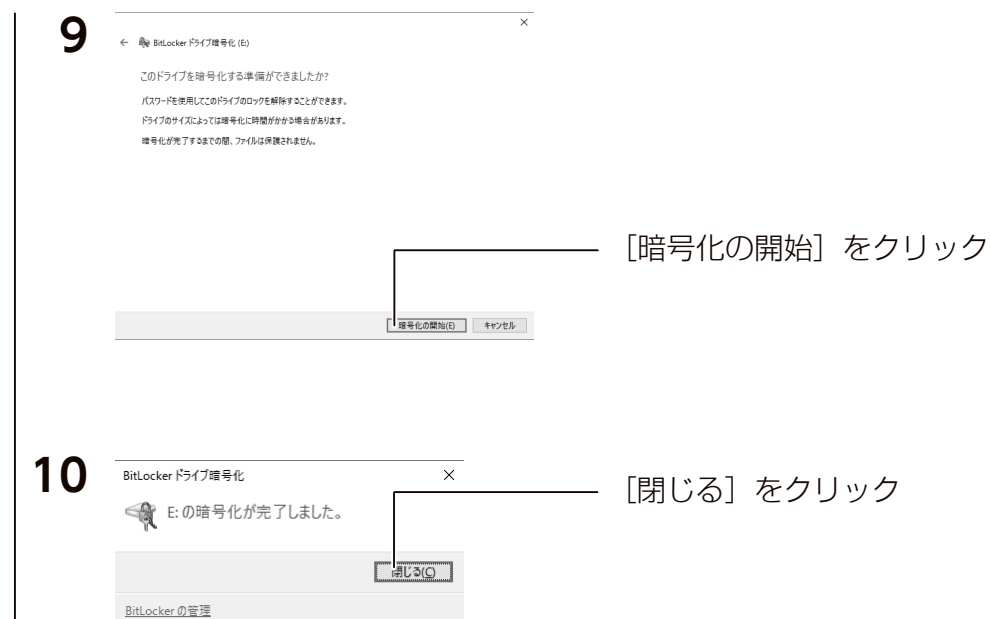 9
×
← BitLocker ドライブ暗号化 (E:)
このドライブを暗号化する準備ができましたか?
パスワードを使用してこのドライブのロックを解除することができます。
ドライブのサイズによっては暗号化に時間がかかる場合があります。
暗号化が完了するまでの間、ファイルは保護されません。
［暗号化の開始］をクリック
暗号化の開始(E) キャンセル
10
BitLocker ドライブ暗号化 ×
［閉じる］をクリック
E: の暗号化が完了しました。
閉じる(C)
BitLocker の管理